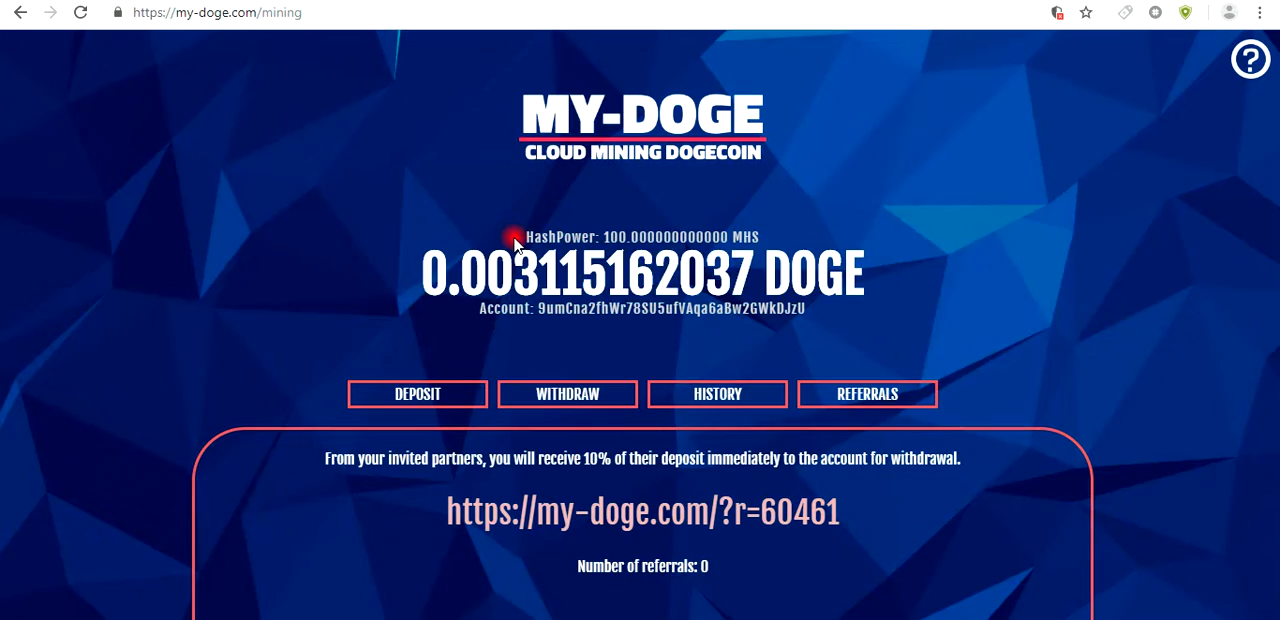 https://my-doge.com/mining
?
MY-DOGE
CLOUD MINING DOGECOIN
HashPower: 100.000000000000 MHS
0.003115162037 DOGE
Account: 9umCna2fhWr78SU5ufVAqa6aBw2GWkDJzU
DEPOSIT WITHDRAW HISTORY REFERRALS
From your invited partners, you will receive 10% of their deposit immediately to the account for withdrawal.
https://my-doge.com/?r=60461
Number of referrals: 0